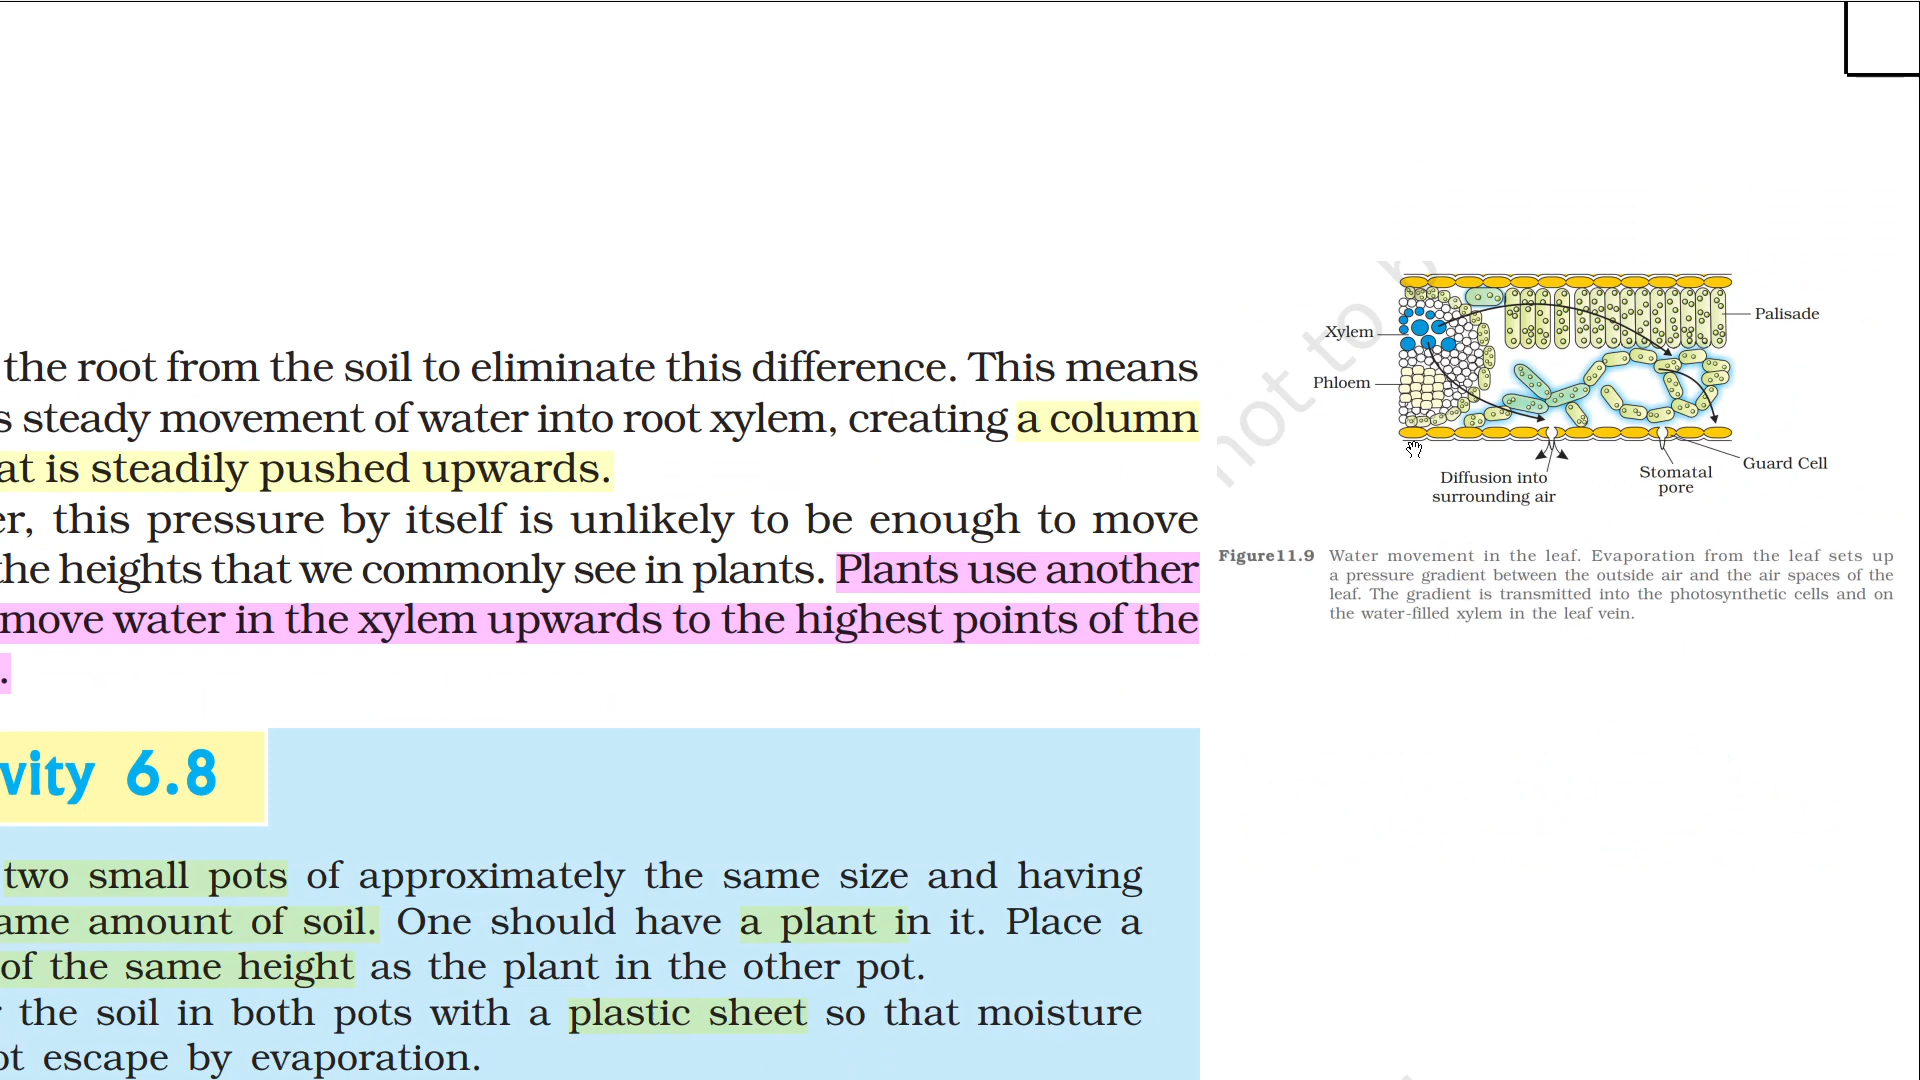 the root from the soil to eliminate this difference. This means
s steady movement of water into root xylem, creating a column
at is steadily pushed upwards.
er, this pressure by itself is unlikely to be enough to move
the heights that we commonly see in plants. Plants use another
move water in the xylem upwards to the highest points of the
.
vity 6.8
two small pots of approximately the same size and having
ame amount of soil. One should have a plant in it. Place a
of the same height as the plant in the other pot.
the soil in both pots with a plastic sheet so that moisture
ot escape by evaporation.
not to b
Xylem
Phloem
Palisade
Guard Cell
Stomatal
pore
Diffusion into
surrounding air
Figure11.9 Water movement in the leaf. Evaporation from the leaf sets up
a pressure gradient between the outside air and the air spaces of the
leaf. The gradient is transmitted into the photosynthetic cells and on
the water-filled xylem in the leaf vein.